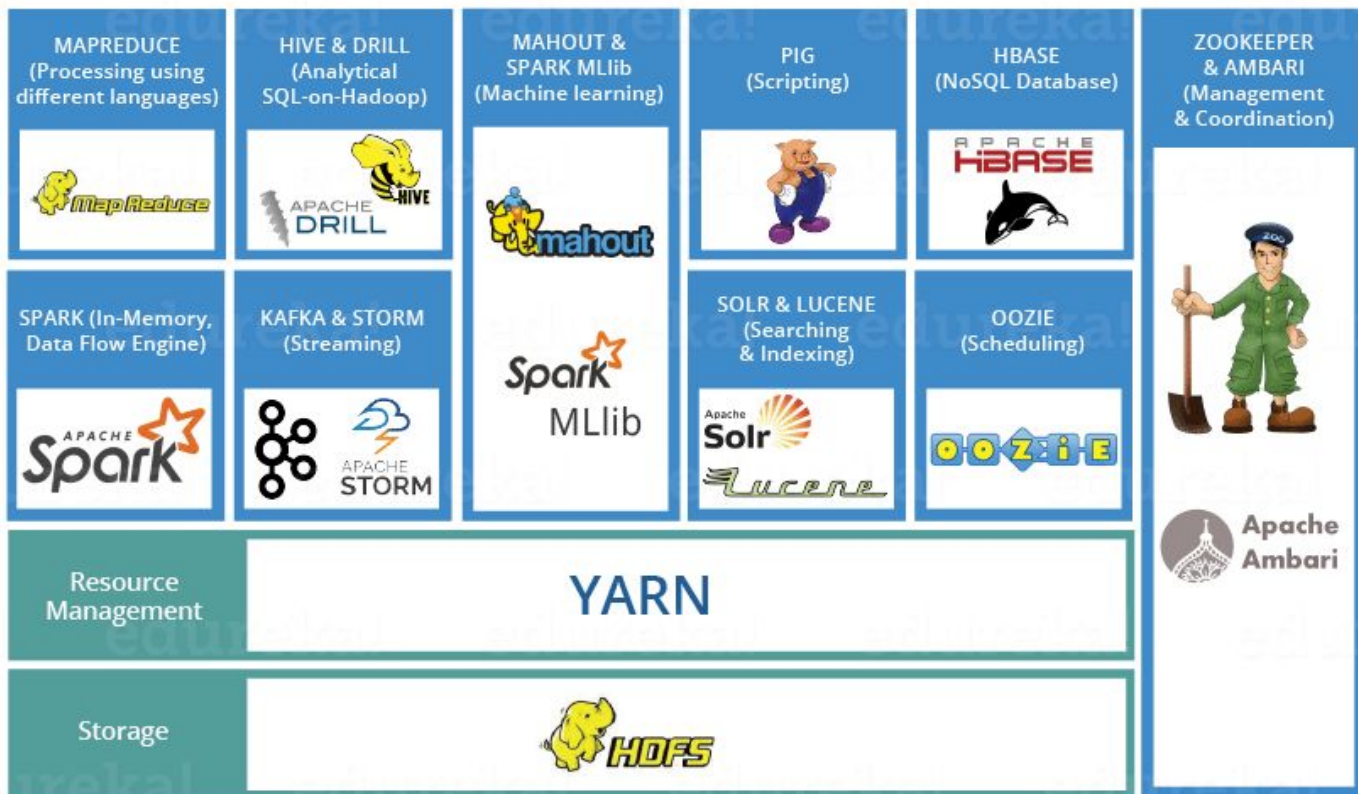 MAPREDUCE
(Processing using
different languages)
Map Reduce
HIVE & DRILL
(Analytical
SQL-on-Hadoop)
HIVE
APACHE
DRILL
MAHOUT &
SPARK MLlib
(Machine learning)
mahout
Spark
MLlib
PIG
(Scripting)
HBASE
(NoSQL Database)
APACHE
HBASE
ZOOKEEPER
& AMBARI
(Management
& Coordination)
ZOO
Apache
Ambari
SPARK (In-Memory,
Data Flow Engine)
APACHE
Spark
KAFKA & STORM
(Streaming)
APACHE
STORM
SOLR & LUCENE
(Searching
& Indexing)
Apache
Solr
Lucene
OOZIE
(Scheduling)
OOZiE
Resource
Management
YARN
Storage
HDFS
edureka!